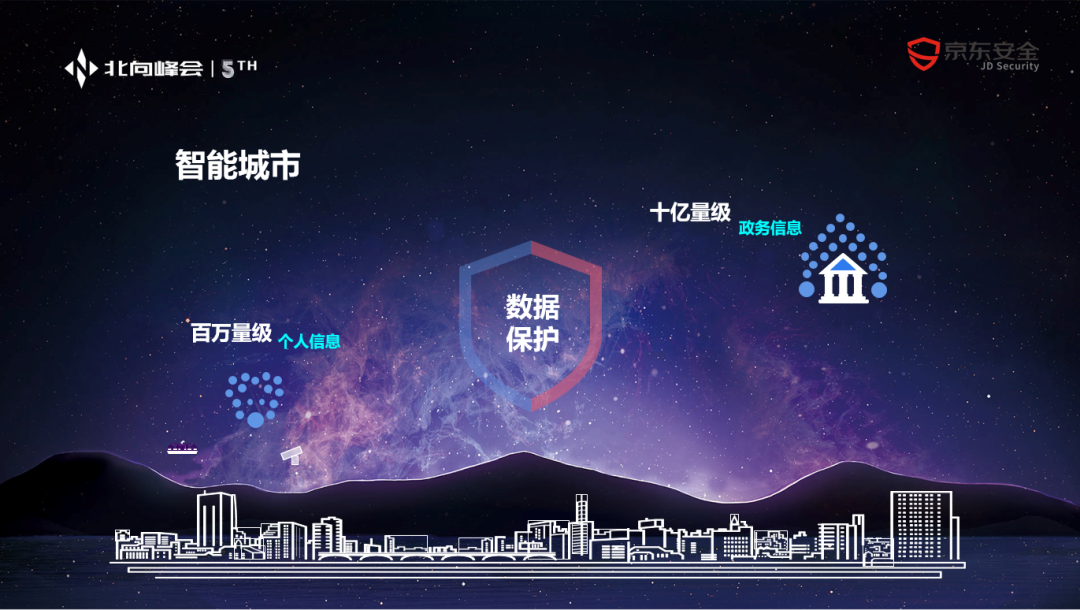 北向峰会 | 5TH
京东安全
JD Security
智能城市
十亿量级
政务信息
数据
保护
百万量级
个人信息